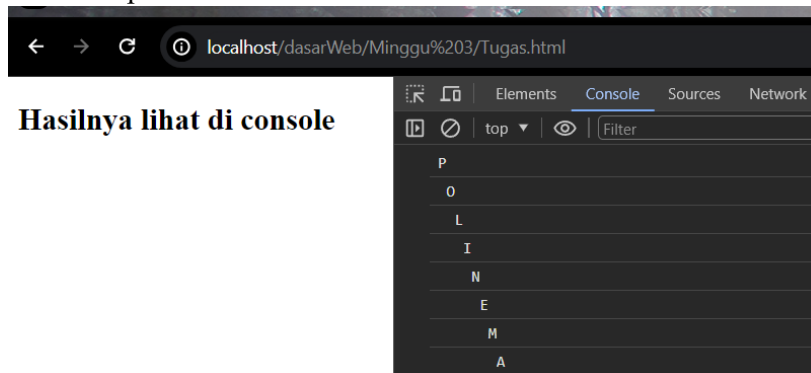 localhost/dasarWeb/Minggu%203/Tugas.html
Elements Console Sources Network
Hasilnya lihat di console
top Filter
P
O
L
I
N
E
M
A